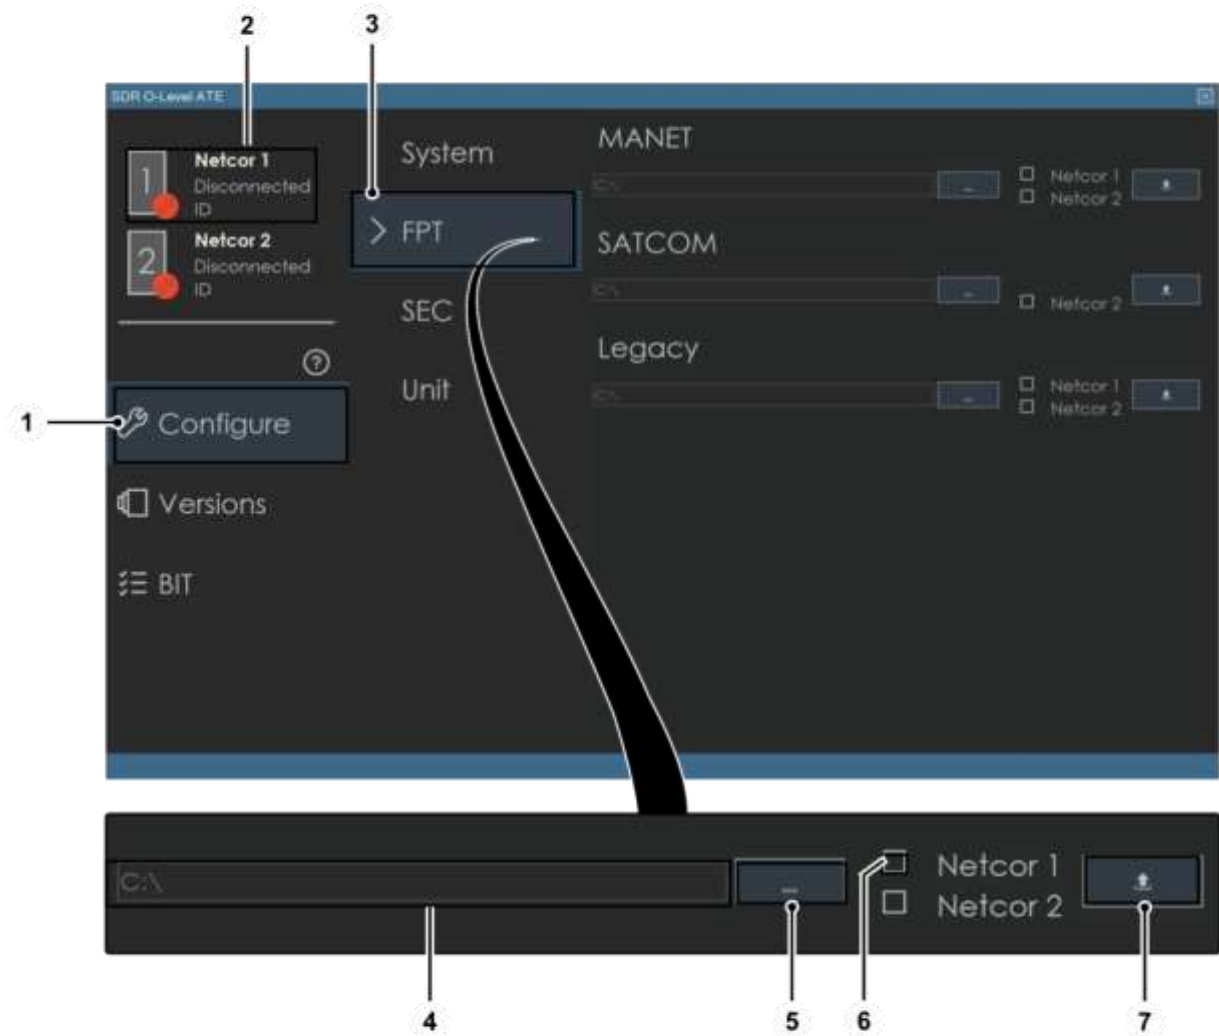 2
3
SDR O-Level ATE
1
Netcor 1
Disconnected
ID
2
Netcor 2
Disconnected
ID
?
1
Configure
Versions
BIT
System
> FPT
SEC
Unit
MANET
C:\
...
Netcor 1
Netcor 2
SATCOM
C:\
...
Netcor 2
Legacy
C:\
...
Netcor 1
Netcor 2
C:\
...
Netcor 1
Netcor 2
4
5
6
7